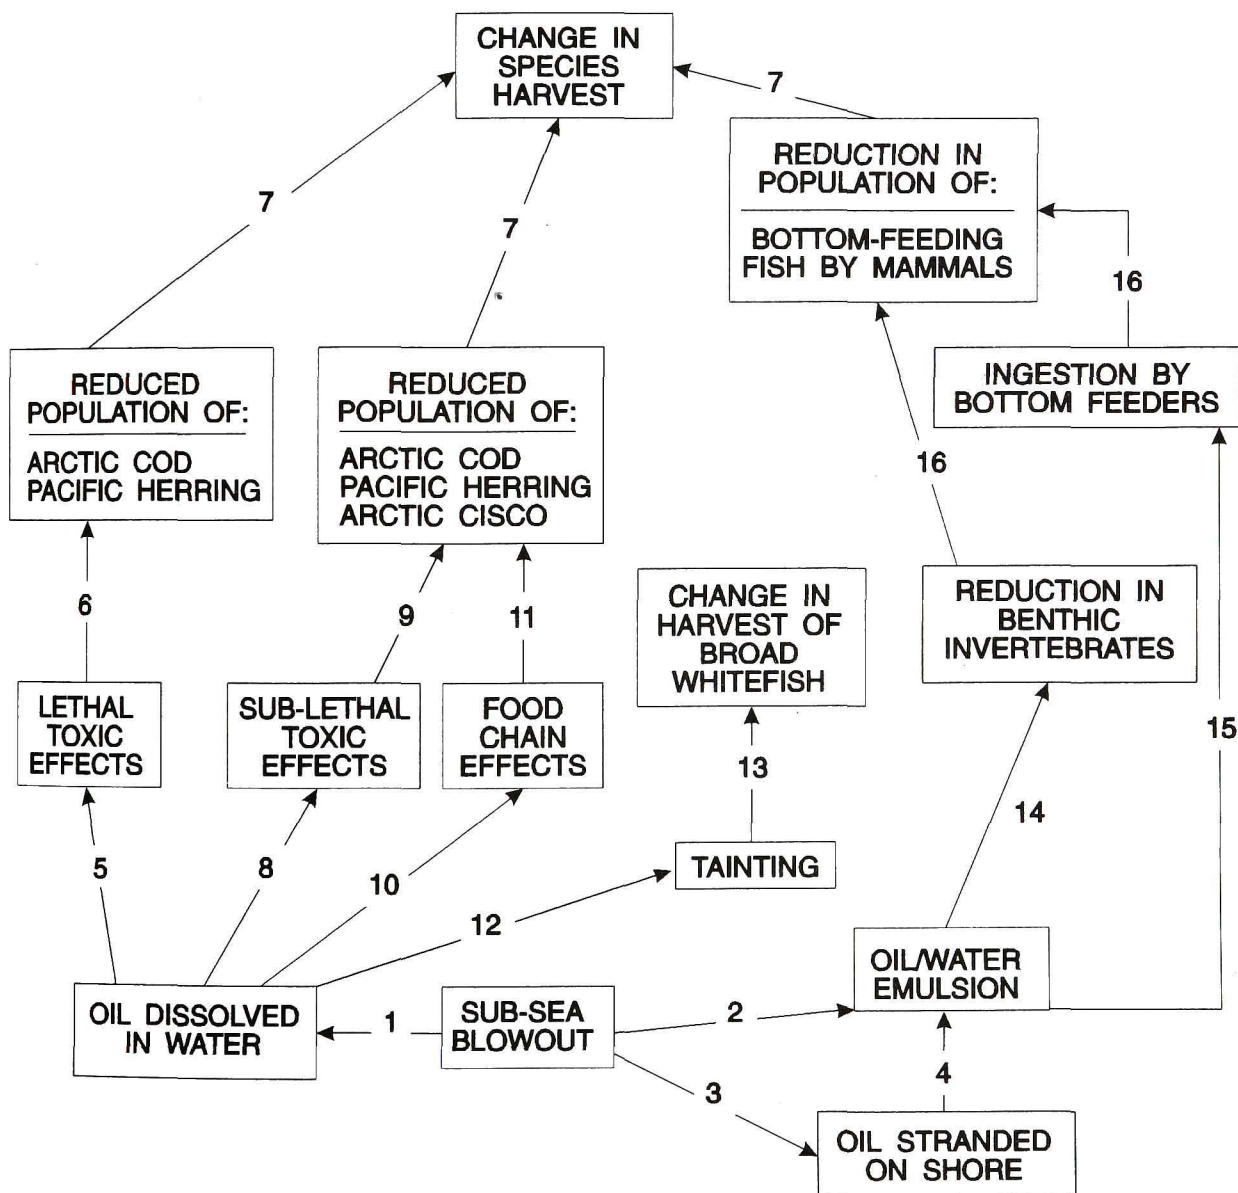 CHANGE IN
SPECIES
HARVEST
7
7
7
REDUCTION IN
POPULATION OF:
BOTTOM-FEEDING
FISH BY MAMMALS
16
REDUCED
POPULATION OF:
ARCTIC COD
PACIFIC HERRING
REDUCED
POPULATION OF:
ARCTIC COD
PACIFIC HERRING
ARCTIC CISCO
INGESTION BY
BOTTOM FEEDERS
16
6
9
11
CHANGE IN
HARVEST OF
BROAD
WHITEFISH
REDUCTION IN
BENTHIC
INVERTEBRATES
LETHAL
TOXIC
EFFECTS
SUB-LETHAL
TOXIC
EFFECTS
FOOD
CHAIN
EFFECTS
13
15
14
5
8
10
12
TAINTING
OIL DISSOLVED
IN WATER
1
SUB-SEA
BLOWOUT
2
OIL/WATER
EMULSION
3
4
OIL STRANDED
ON SHORE